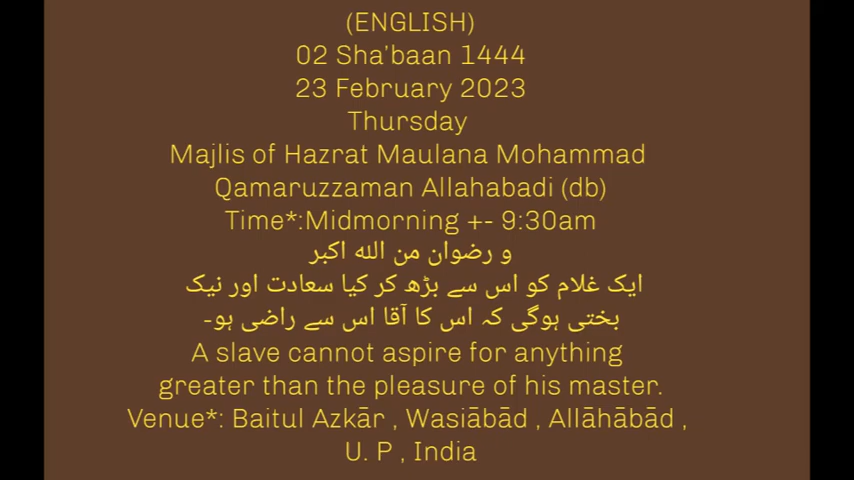 (ENGLISH)
02 Sha'baan 1444
23 February 2023
Thursday
Majlis of Hazrat Maulana Mohammad
Qamaruzzaman Allahabadi (db)
Time*:Midmorning +- 9:30am
و رضوان من الله اکبر
ایک غلام کو اس سے بڑھ کر کیا سعادت اور نیک
بختی ہوگی کہ اس کا آقا اس سے راضی ہو۔
A slave cannot aspire for anything
greater than the pleasure of his master.
Venue*: Baitul Azkār , Wasiābād , Allāhābād ,
U. P , India